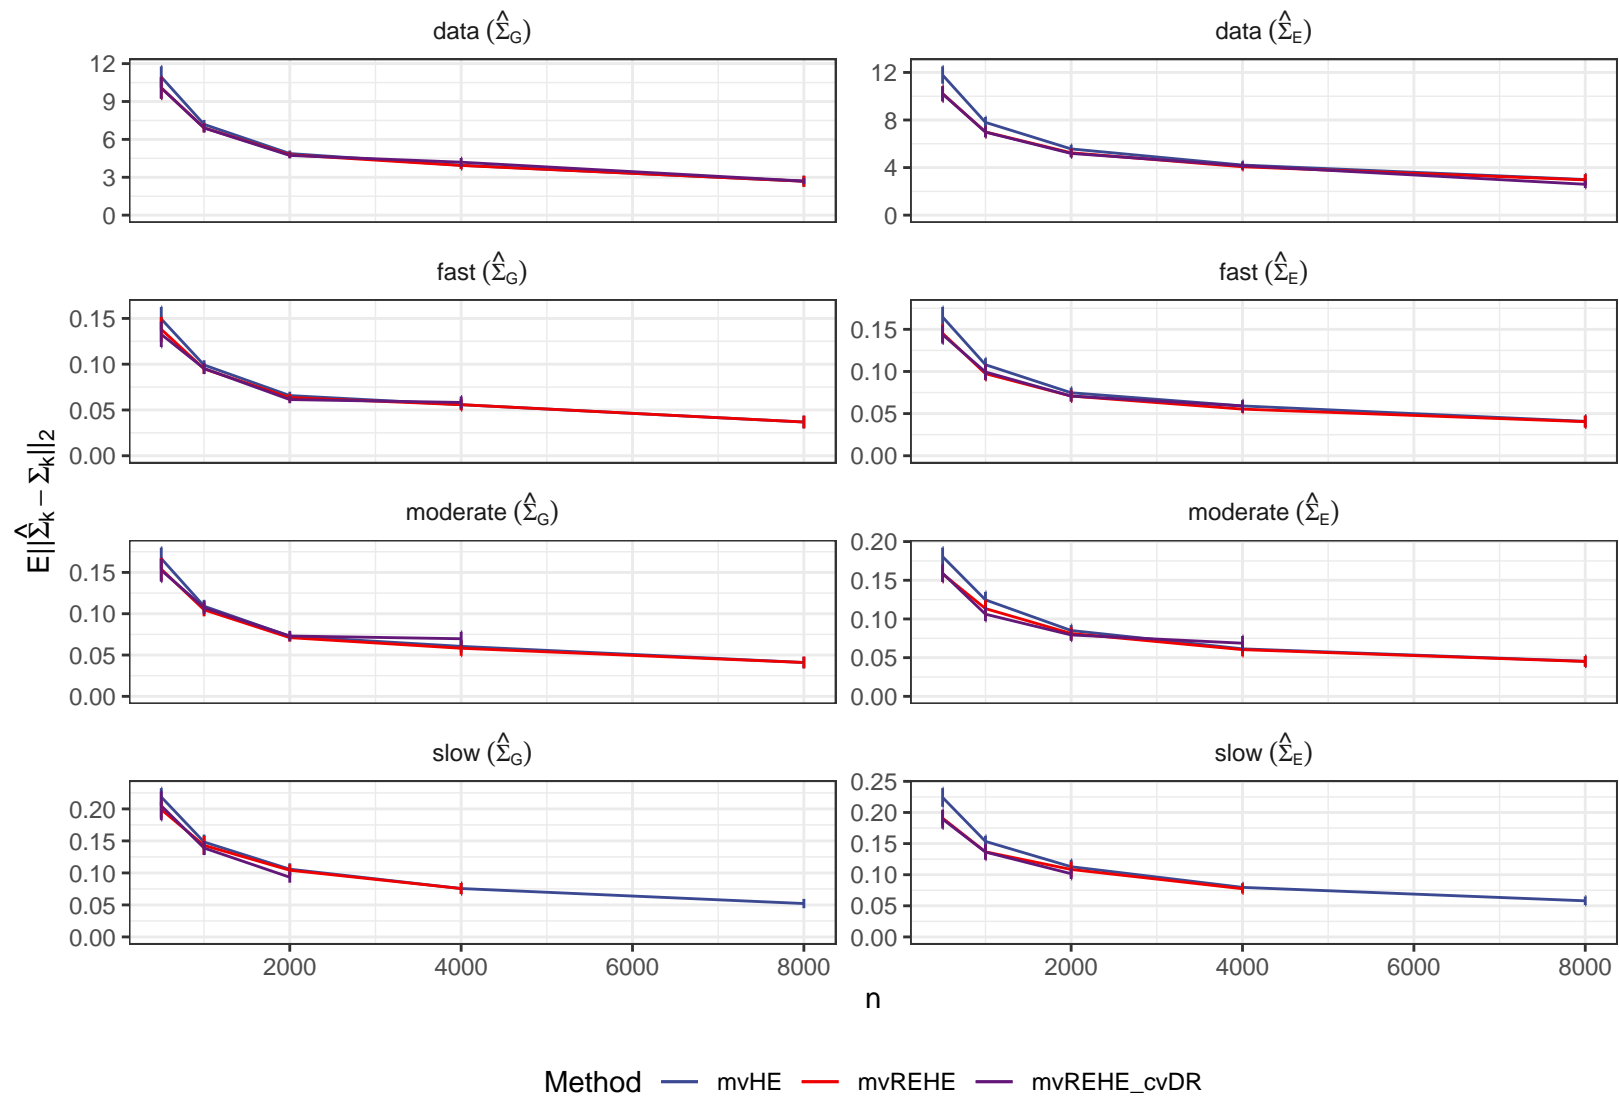 data (Σ̂G)
data (Σ̂E)
12
9
6
3
0
12
8
4
0
fast (Σ̂G)
fast (Σ̂E)
0.15
0.10
0.05
0.00
0.15
0.10
0.05
0.00
E||Σ̂k − Σk||2
moderate (Σ̂G)
moderate (Σ̂E)
0.15
0.10
0.05
0.00
0.20
0.15
0.10
0.05
0.00
slow (Σ̂G)
slow (Σ̂E)
0.20
0.15
0.10
0.05
0.00
0.25
0.20
0.15
0.10
0.05
0.00
2000 4000 6000 8000
2000 4000 6000 8000
n
Method mvHE mvREHE mvREHE_cvDR